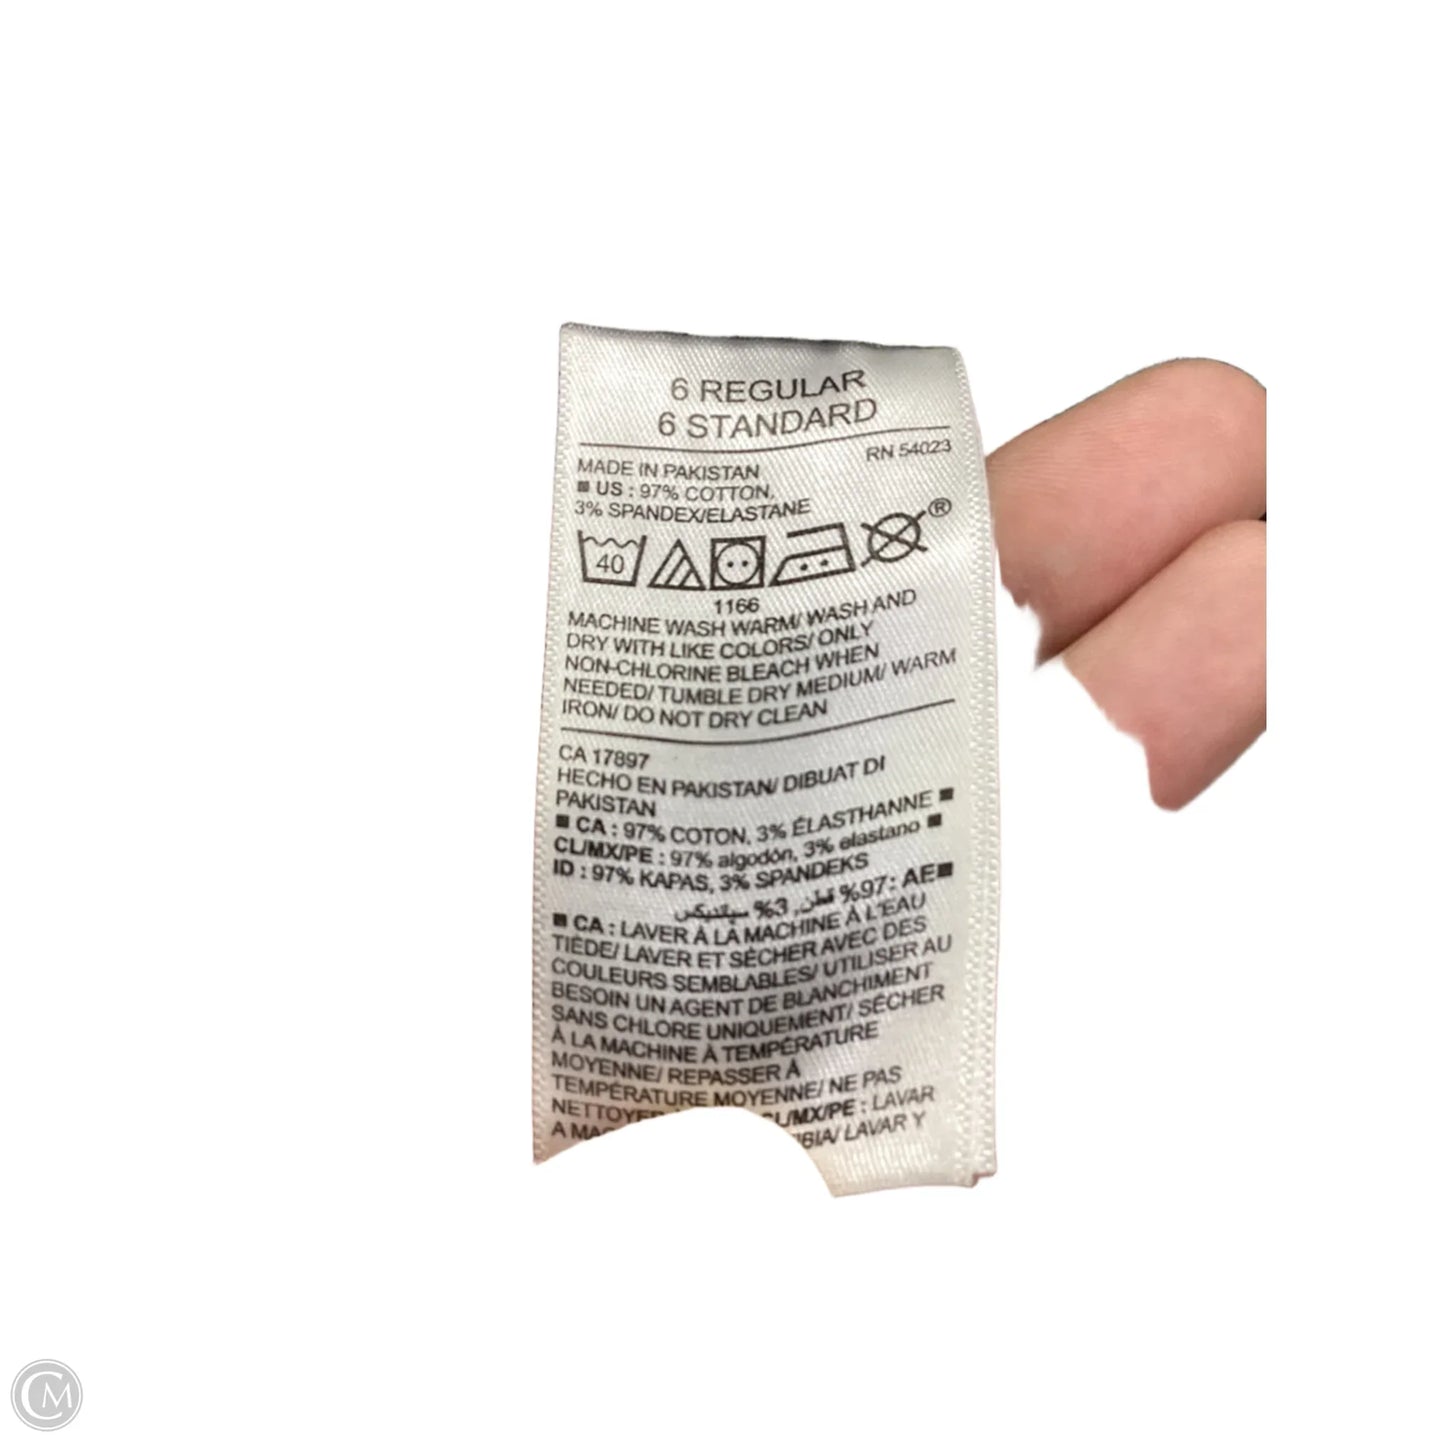 6 REGULAR
6 STANDARD
RN 54023
MADE IN PAKISTAN
■ US : 97% COTTON,
3% SPANDEX/ELASTANE
40
®
1166
MACHINE WASH WARM/ WASH AND
DRY WITH LIKE COLORS/ ONLY
NON-CHLORINE BLEACH WHEN
NEEDED/ TUMBLE DRY MEDIUM/ WARM
IRON/ DO NOT DRY CLEAN
CA 17897
HECHO EN PAKISTAN/ DIBUAT DI
PAKISTAN
■ CA : 97% COTON, 3% ÉLASTHANNE ■
CL/MX/PE : 97% algodón, 3% elastano ■
ID : 97% KAPAS, 3% SPANDEKS
■AE :97% قطن, 3% سباندیکس
■ CA : LAVER À LA MACHINE À L'EAU
TIÈDE/ LAVER ET SÉCHER AVEC DES
COULEURS SEMBLABLES/ UTILISER AU
BESOIN UN AGENT DE BLANCHIMENT
SANS CHLORE UNIQUEMENT/ SÉCHER
À LA MACHINE À TEMPÉRATURE
MOYENNE/ REPASSER À
TEMPÉRATURE MOYENNE/ NE PAS
NETTOYER CL/MX/PE : LAVAR
A LAVAR Y
CM